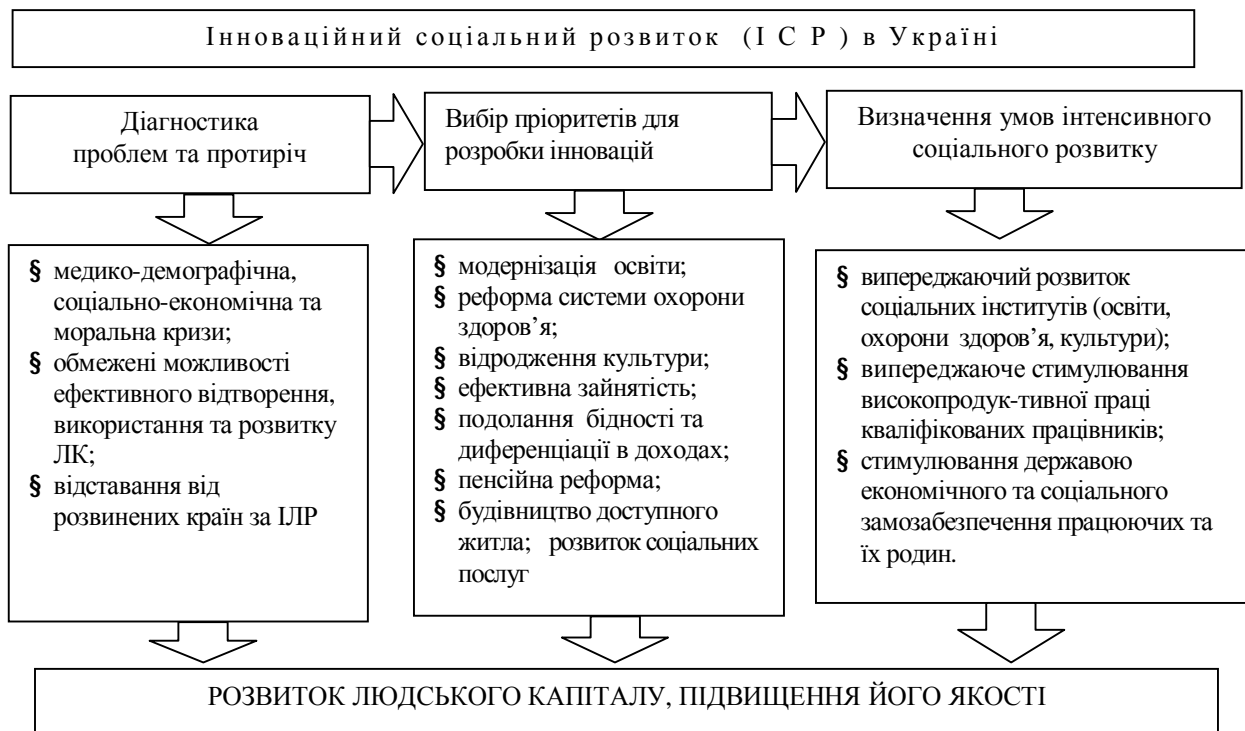 Інноваційний соціальний розвиток (І С Р) в Україні
Діагностика
проблем та протиріч
Вибір пріоритетів для
розробки інновацій
Визначення умов інтенсивного
соціального розвитку
§ медико-демографічна,
соціально-економічна та
моральна кризи;
§ обмежені можливості
ефективного відтворення,
використання та розвитку
ЛК;
§ відставання від
розвинених країн за ІЛР
§ модернізація освіти;
§ реформа системи охорони
здоров’я;
§ відродження культури;
§ ефективна зайнятість;
§ подолання бідності та
диференціації в доходах;
§ пенсійна реформа;
§ будівництво доступного
житла; розвиток соціальних
послуг
§ випереджаючий розвиток
соціальних інститутів (освіти,
охорони здоров’я, культури);
§ випереджаюче стимулювання
високопродук-тивної праці
кваліфікованих працівників;
§ стимулювання державою
економічного та соціального
замозабезпечення працюючих та
їх родин.
РОЗВИТОК ЛЮДСЬКОГО КАПІТАЛУ, ПІДВИЩЕННЯ ЙОГО ЯКОСТІ